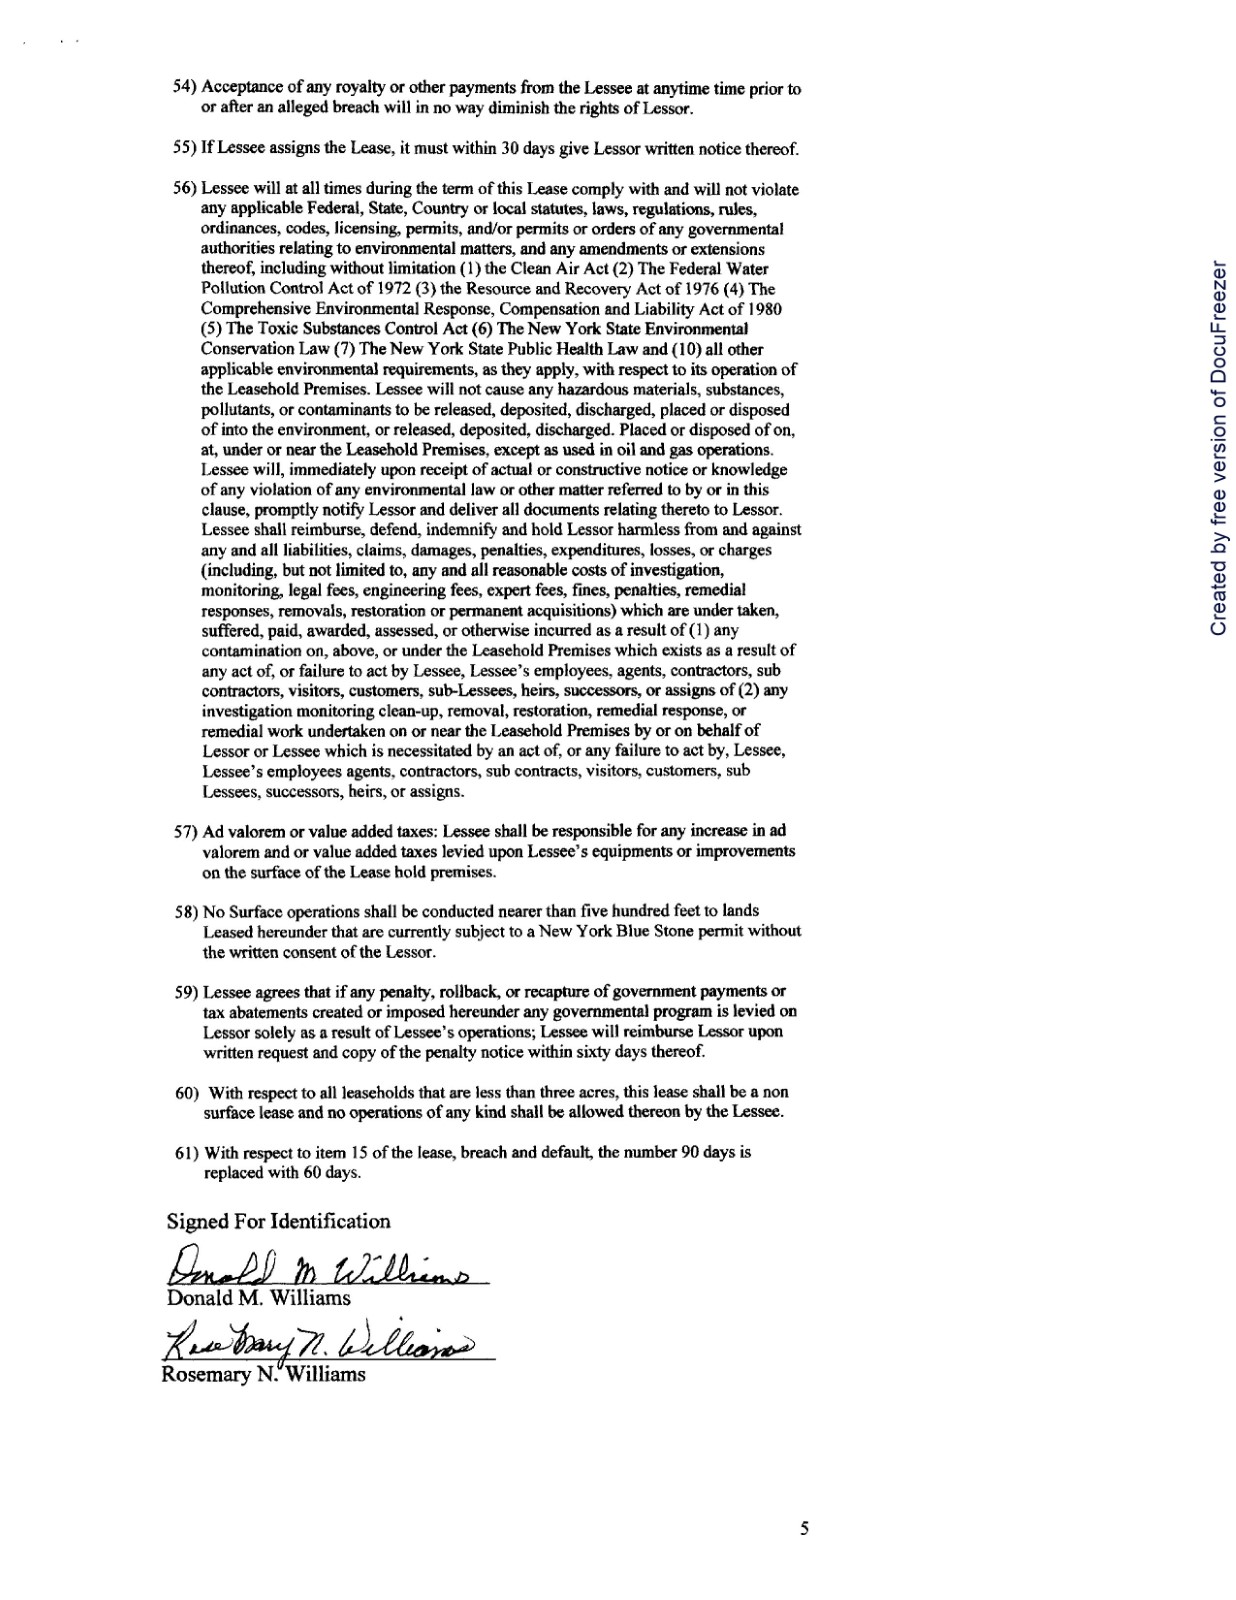 54) Acceptance of any royalty or other payments from the Lessee at anytime time prior to
or after an alleged breach will in no way diminish the rights of Lessor.
55) If Lessee assigns the Lease, it must within 30 days give Lessor written notice thereof.
56) Lessee will at all times during the term of this Lease comply with and will not violate
any applicable Federal, State, Country or local statutes, laws, regulations, rules,
ordinances, codes, licensing, permits, and/or permits or orders of any governmental
authorities relating to environmental matters, and any amendments or extensions
thereof, including without limitation (1) the Clean Air Act (2) The Federal Water
Pollution Control Act of 1972 (3) the Resource and Recovery Act of 1976 (4) The
Comprehensive Environmental Response, Compensation and Liability Act of 1980
(5) The Toxic Substances Control Act (6) The New York State Environmental
Conservation Law (7) The New York State Public Health Law and (10) all other
applicable environmental requirements, as they apply, with respect to its operation of
the Leasehold Premises. Lessee will not cause any hazardous materials, substances,
pollutants, or contaminants to be released, deposited, discharged, placed or disposed
of into the environment, or released, deposited, discharged. Placed or disposed of on,
at, under or near the Leasehold Premises, except as used in oil and gas operations.
Lessee will, immediately upon receipt of actual or constructive notice or knowledge
of any violation of any environmental law or other matter referred to by or in this
clause, promptly notify Lessor and deliver all documents relating thereto to Lessor.
Lessee shall reimburse, defend, indemnify and hold Lessor harmless from and against
any and all liabilities, claims, damages, penalties, expenditures, losses, or charges
(including, but not limited to, any and all reasonable costs of investigation,
monitoring, legal fees, engineering fees, expert fees, fines, penalties, remedial
responses, removals, restoration or permanent acquisitions) which are under taken,
suffered, paid, awarded, assessed, or otherwise incurred as a result of (1) any
contamination on, above, or under the Leasehold Premises which exists as a result of
any act of, or failure to act by Lessee, Lessee's employees, agents, contractors, sub
contractors, visitors, customers, sub-Lessees, heirs, successors, or assigns of (2) any
investigation monitoring clean-up, removal, restoration, remedial response, or
remedial work undertaken on or near the Leasehold Premises by or on behalf of
Lessor or Lessee which is necessitated by an act of, or any failure to act by, Lessee,
Lessee's employees agents, contractors, sub contracts, visitors, customers, sub
Lessees, successors, heirs, or assigns.
57) Ad valorem or value added taxes: Lessee shall be responsible for any increase in ad
valorem and or value added taxes levied upon Lessee's equipments or improvements
on the surface of the Lease hold premises.
58) No Surface operations shall be conducted nearer than five hundred feet to lands
Leased hereunder that are currently subject to a New York Blue Stone permit without
the written consent of the Lessor.
59) Lessee agrees that if any penalty, rollback, or recapture of government payments or
tax abatements created or imposed hereunder any governmental program is levied on
Lessor solely as a result of Lessee's operations; Lessee will reimburse Lessor upon
written request and copy of the penalty notice within sixty days thereof.
60) With respect to all leaseholds that are less than three acres, this lease shall be a non
surface lease and no operations of any kind shall be allowed thereon by the Lessee.
61) With respect to item 15 of the lease, breach and default, the number 90 days is
replaced with 60 days.
Signed For Identification
Donald M Williams
Donald M. Williams
Rosemary N. Williams
Rosemary N. Williams
5
Created by free version of DocuFreezer